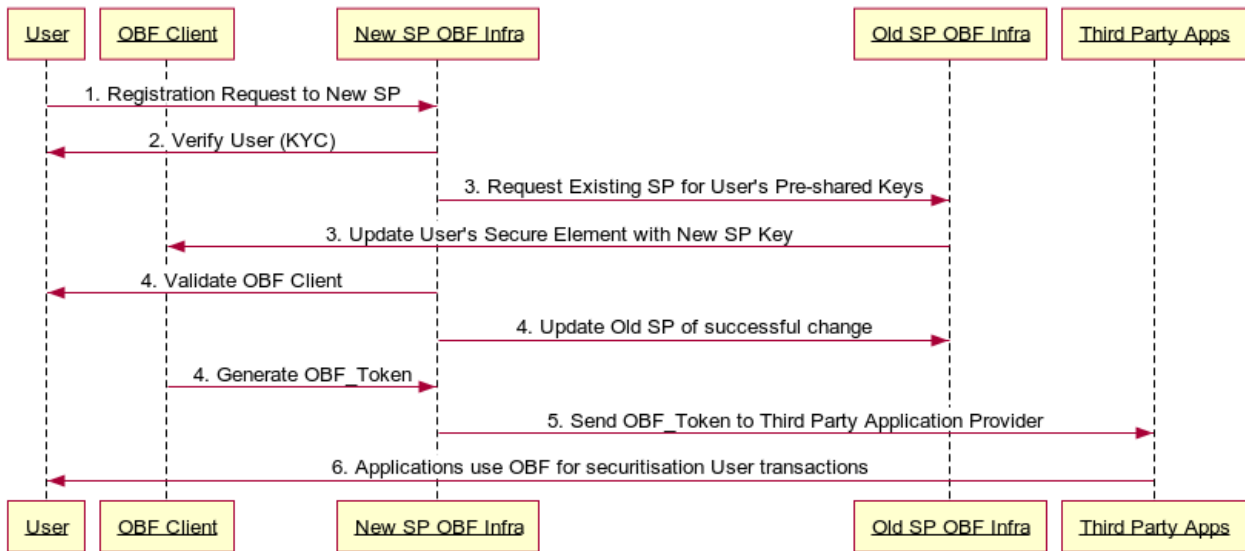 User OBF Client New SP OBF Infra Old SP OBF Infra Third Party Apps
1. Registration Request to New SP
2. Verify User (KYC)
3. Request Existing SP for User's Pre-shared Keys
3. Update User's Secure Element with New SP Key
4. Validate OBF Client
4. Update Old SP of successful change
4. Generate OBF_Token
5. Send OBF_Token to Third Party Application Provider
6. Applications use OBF for securitisation User transactions
User OBF Client New SP OBF Infra Old SP OBF Infra Third Party Apps